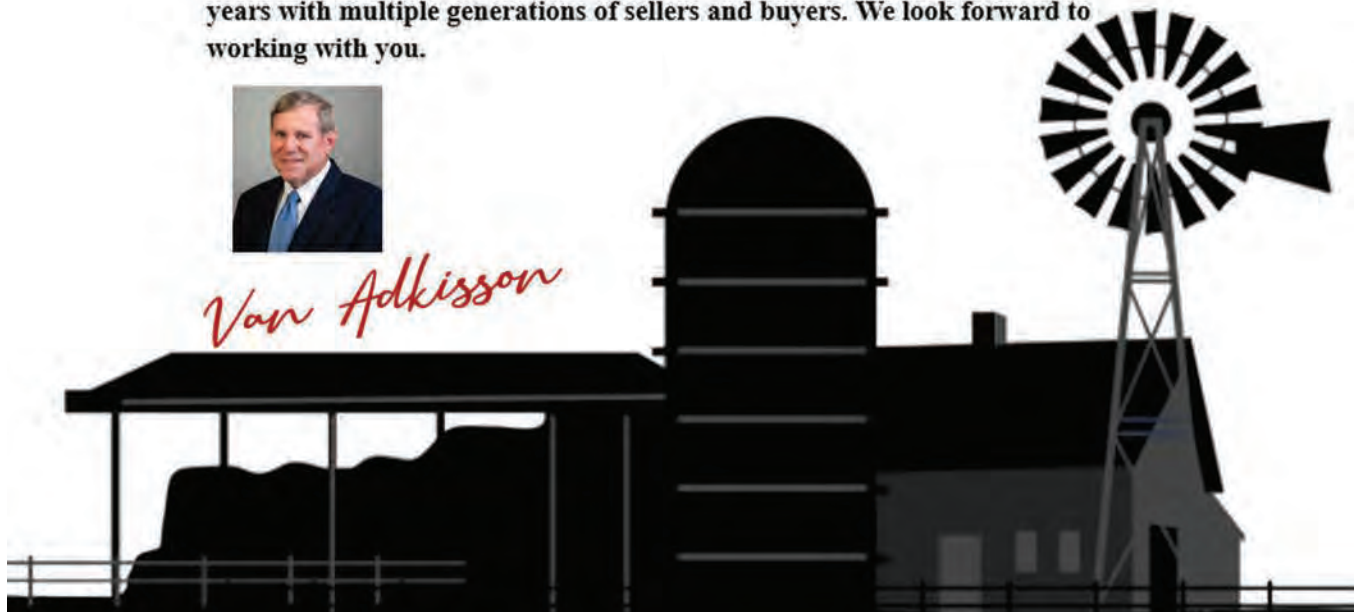 years with multiple generations of sellers and buyers. We look forward to
working with you.
Van Adkisson